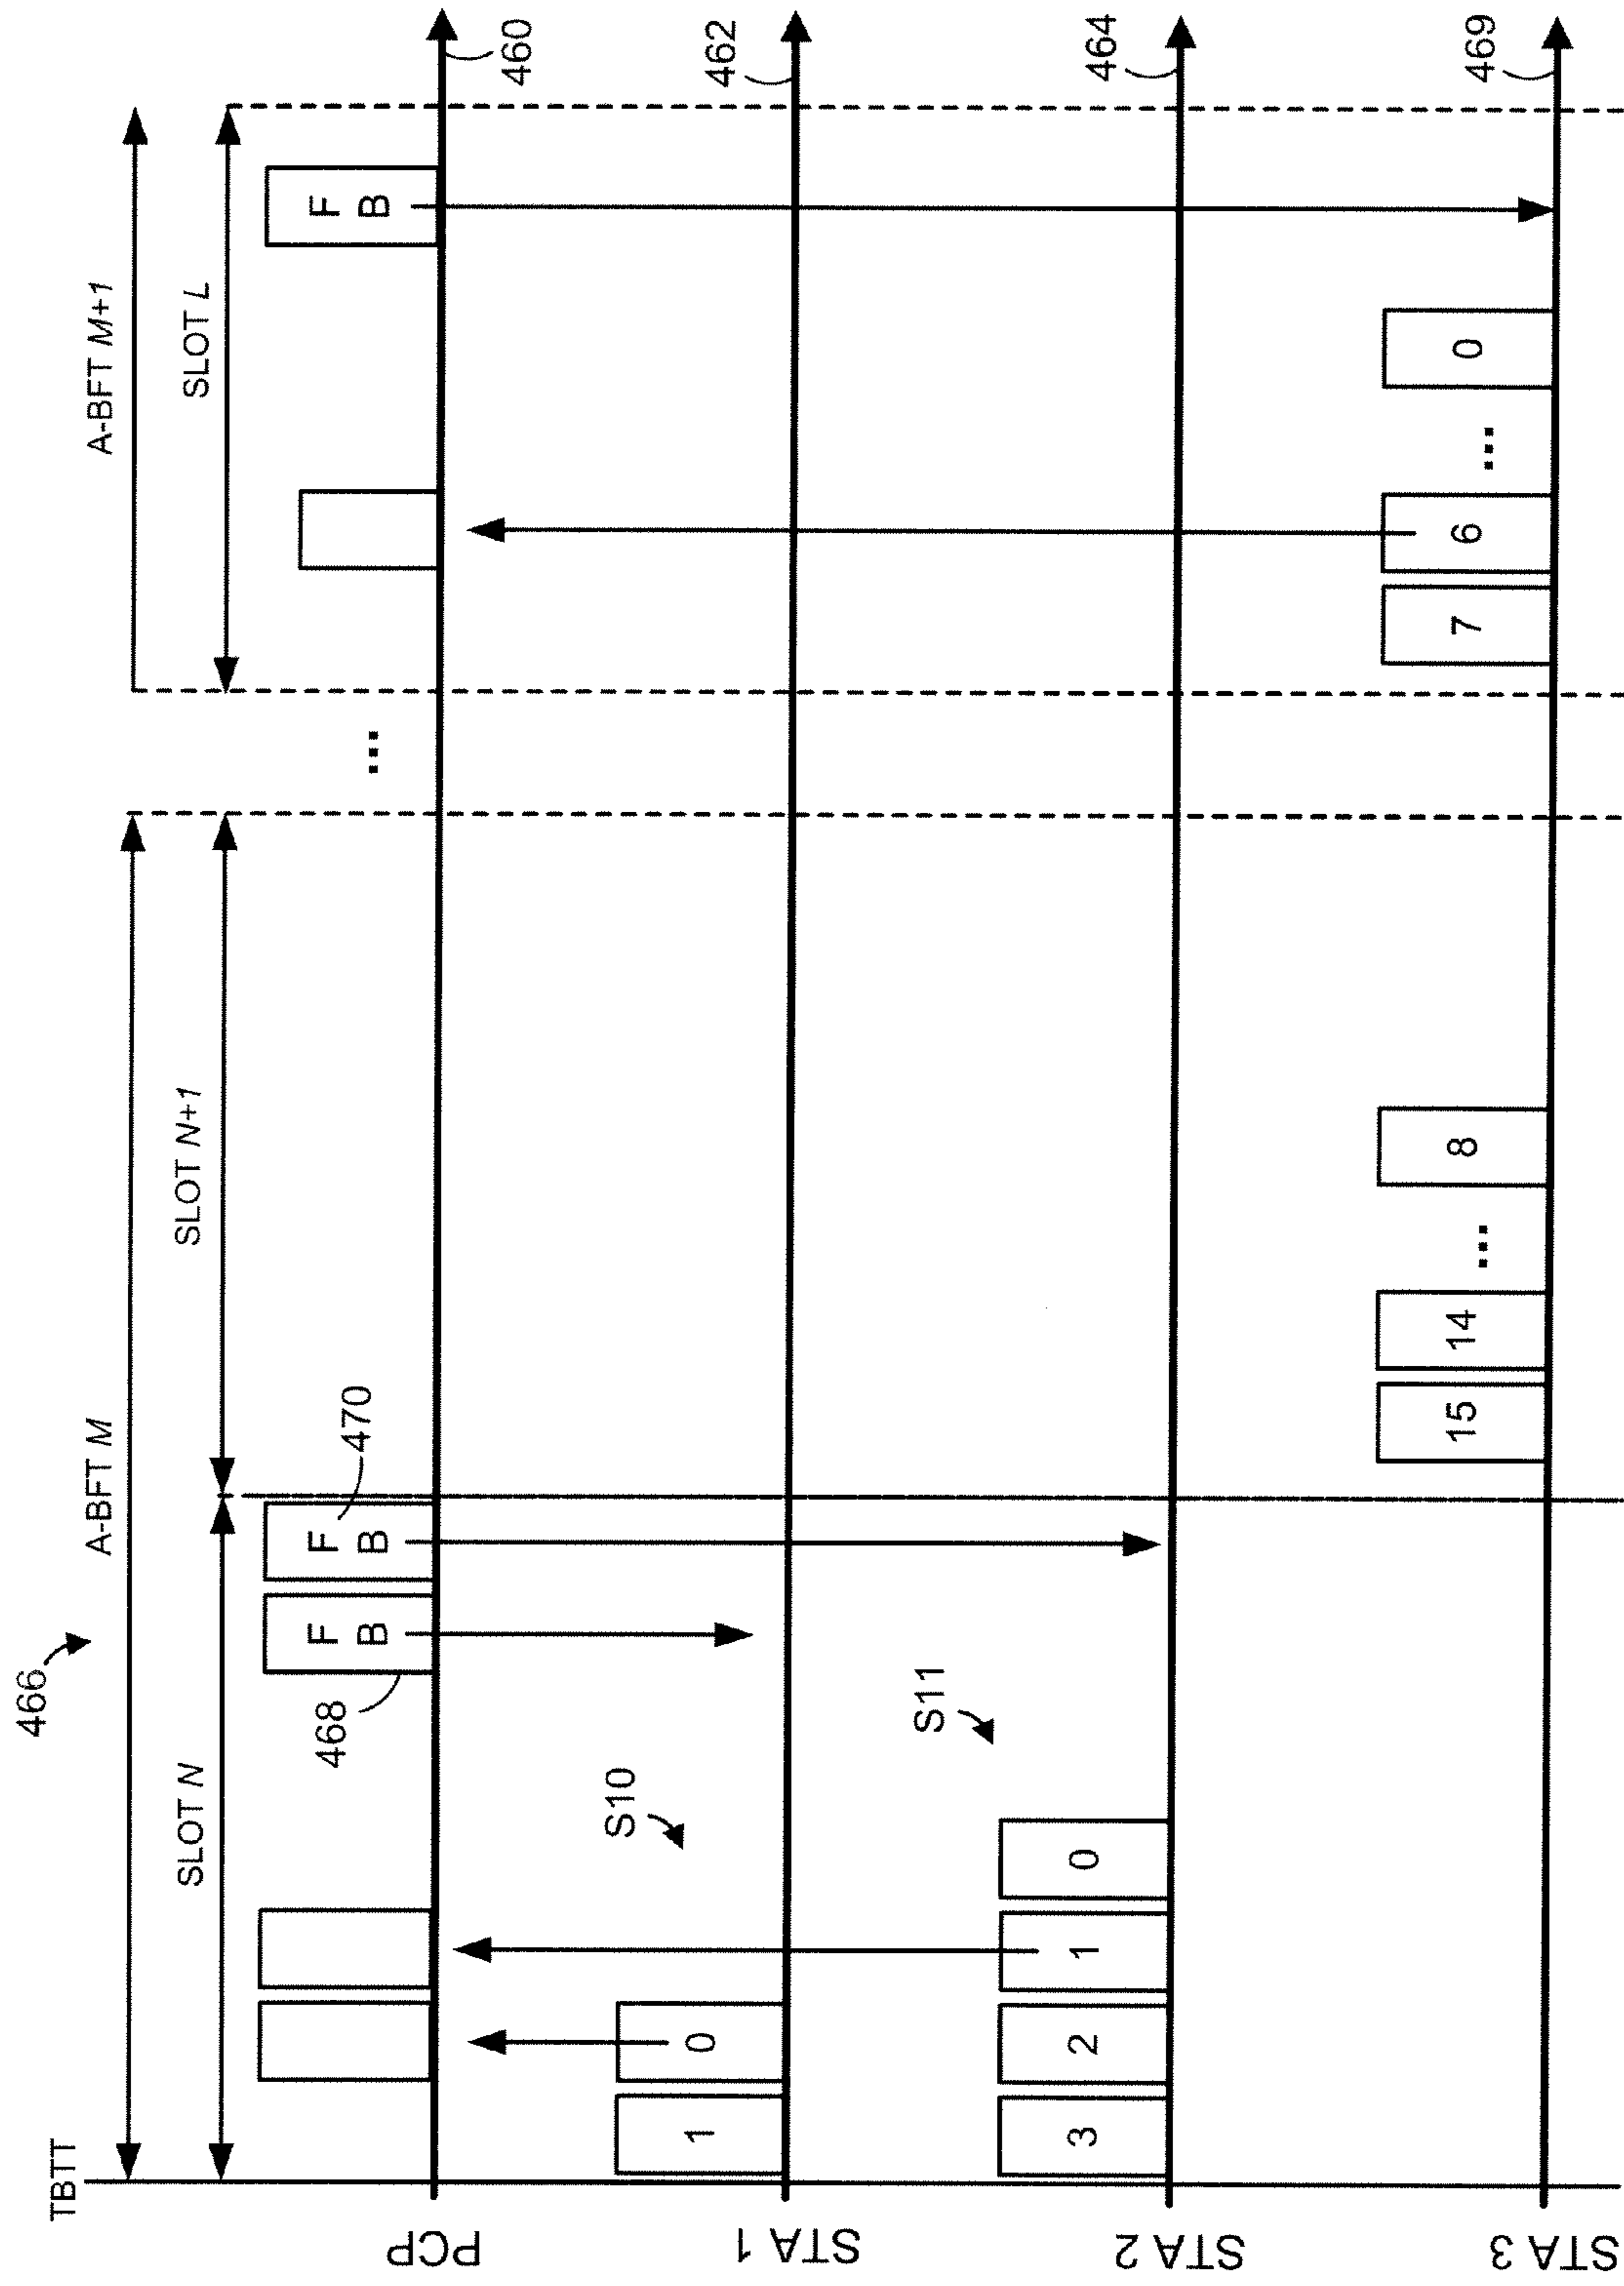 466
TBTT
A-BFT M
A-BFT M+1
SLOT N
SLOT N+1
SLOT L
...
468
F B
F B
470
F B
PCP
460
S10
1
0
STA 1
462
S11
3
2
1
0
STA 2
464
15
14
...
8
7
6
...
0
STA 3
469